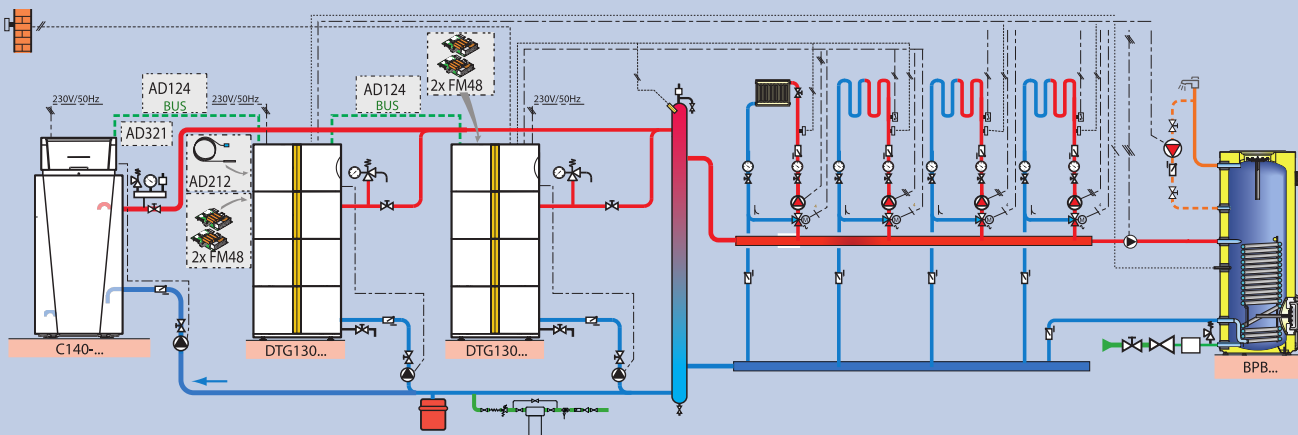 2x FM48
AD124
BUS
AD124
BUS
230V/50Hz
230V/50Hz
230V/50Hz
AD321
AD212
2x FM48
M
M
M
M
C140-...
DTG130...
DTG130...
BPB...